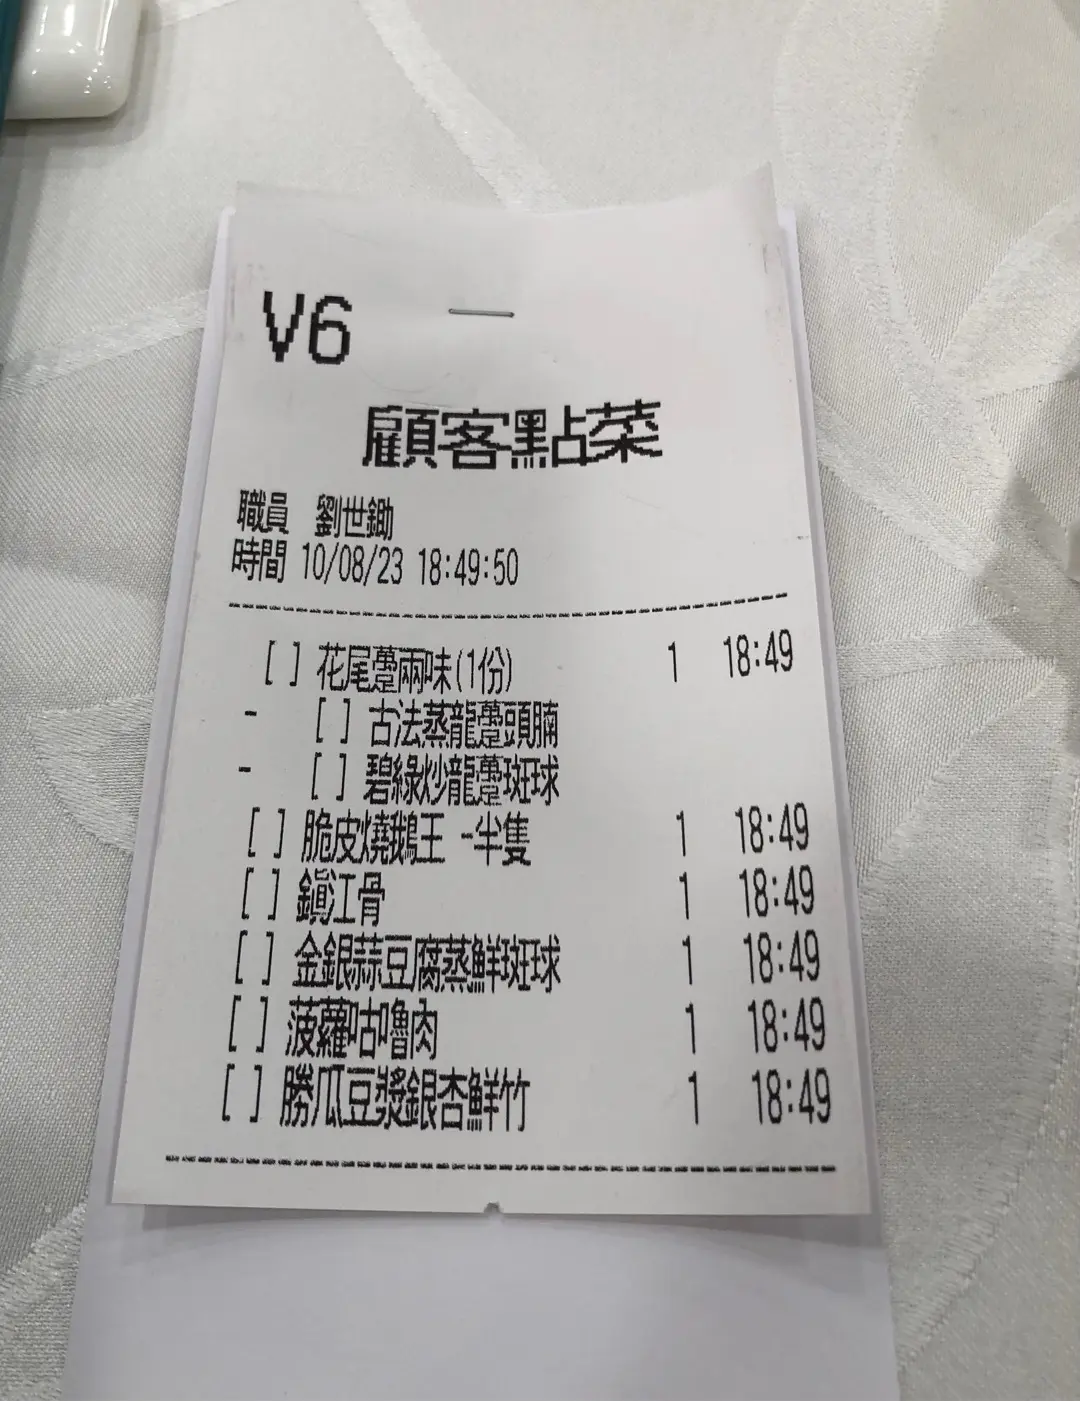 V6
顧客點菜
職員 劉世鋤
時間 10/08/23 18:49:50
[ ] 花尾躉兩味(1份) 1 18:49
- [ ] 古法蒸龍躉頭腩
- [ ] 碧綠炒龍躉斑球
[ ] 脆皮燒鵝王 -半隻 1 18:49
[ ] 鎮江骨 1 18:49
[ ] 金銀蒜豆腐蒸鮮斑球 1 18:49
[ ] 菠蘿咕嚕肉 1 18:49
[ ] 勝瓜豆漿銀杏鮮竹 1 18:49